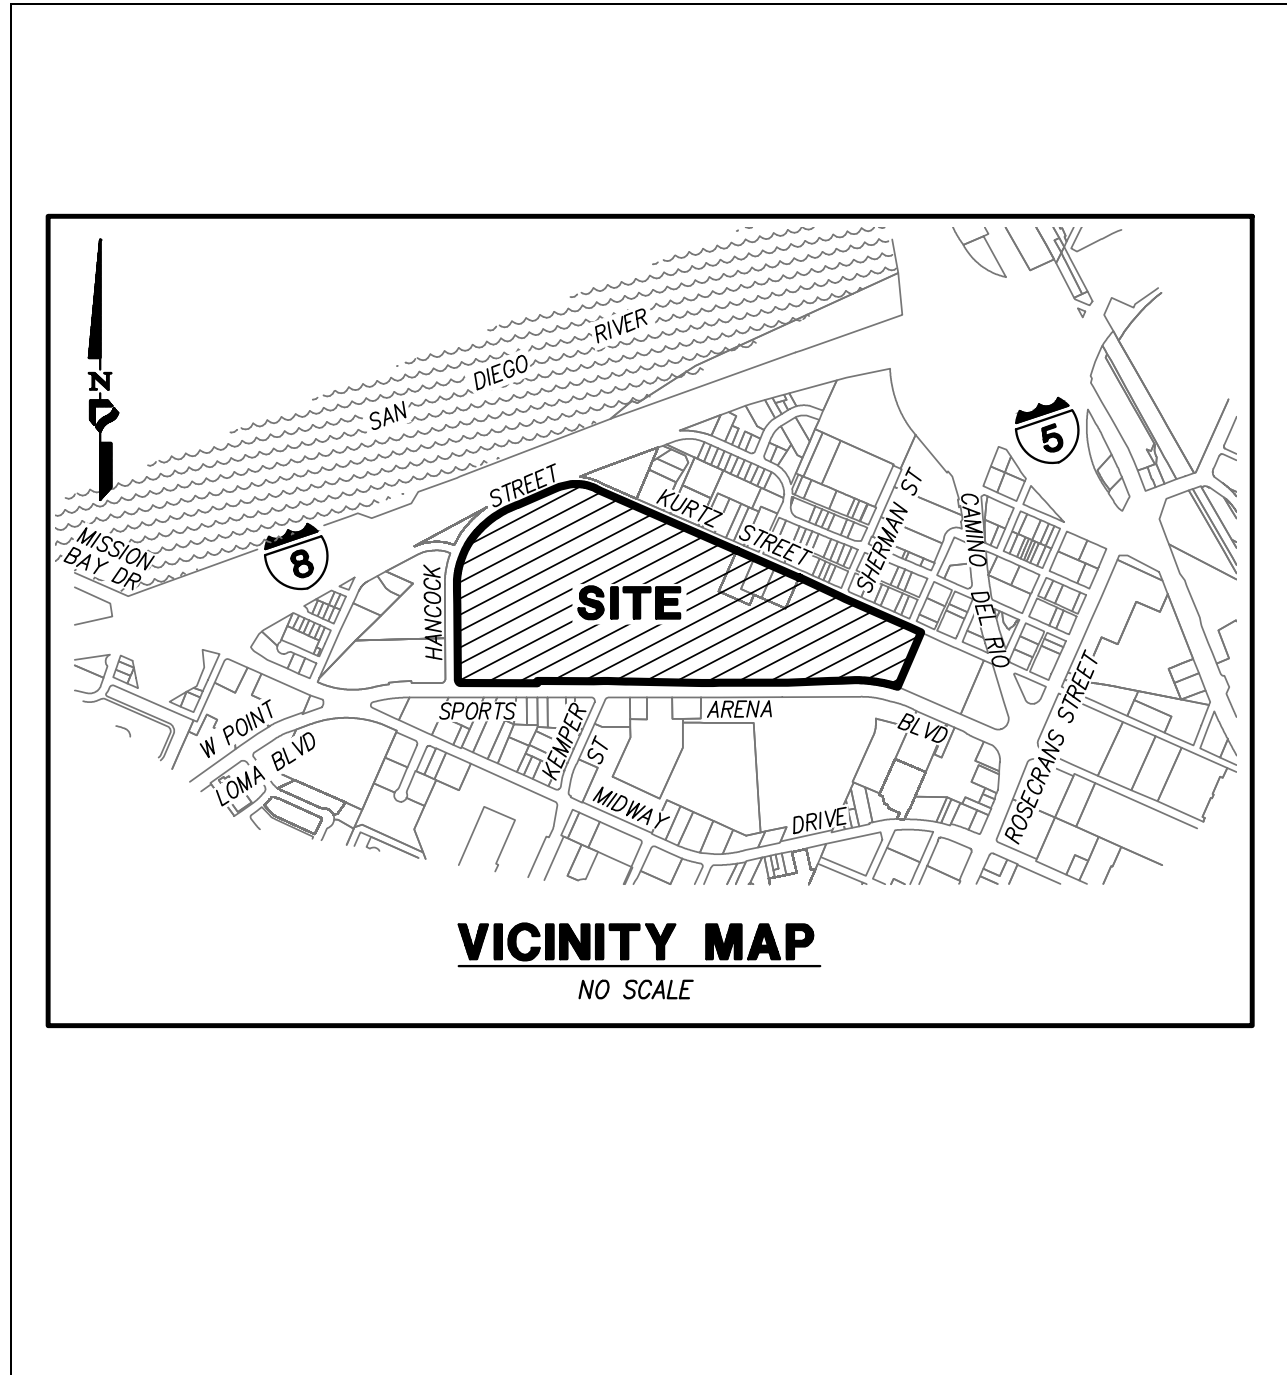 SAN DIEGO RIVER
N
5
8
MISSION
BAY DR
HANCOCK STREET
KURTZ STREET
SHERMAN ST
CAMINO DEL RIO
SITE
ROSECRANS STREET
W POINT
LOMA BLVD
SPORTS ARENA BLVD
KEMPER
ST
MIDWAY DRIVE
VICINITY MAP
NO SCALE